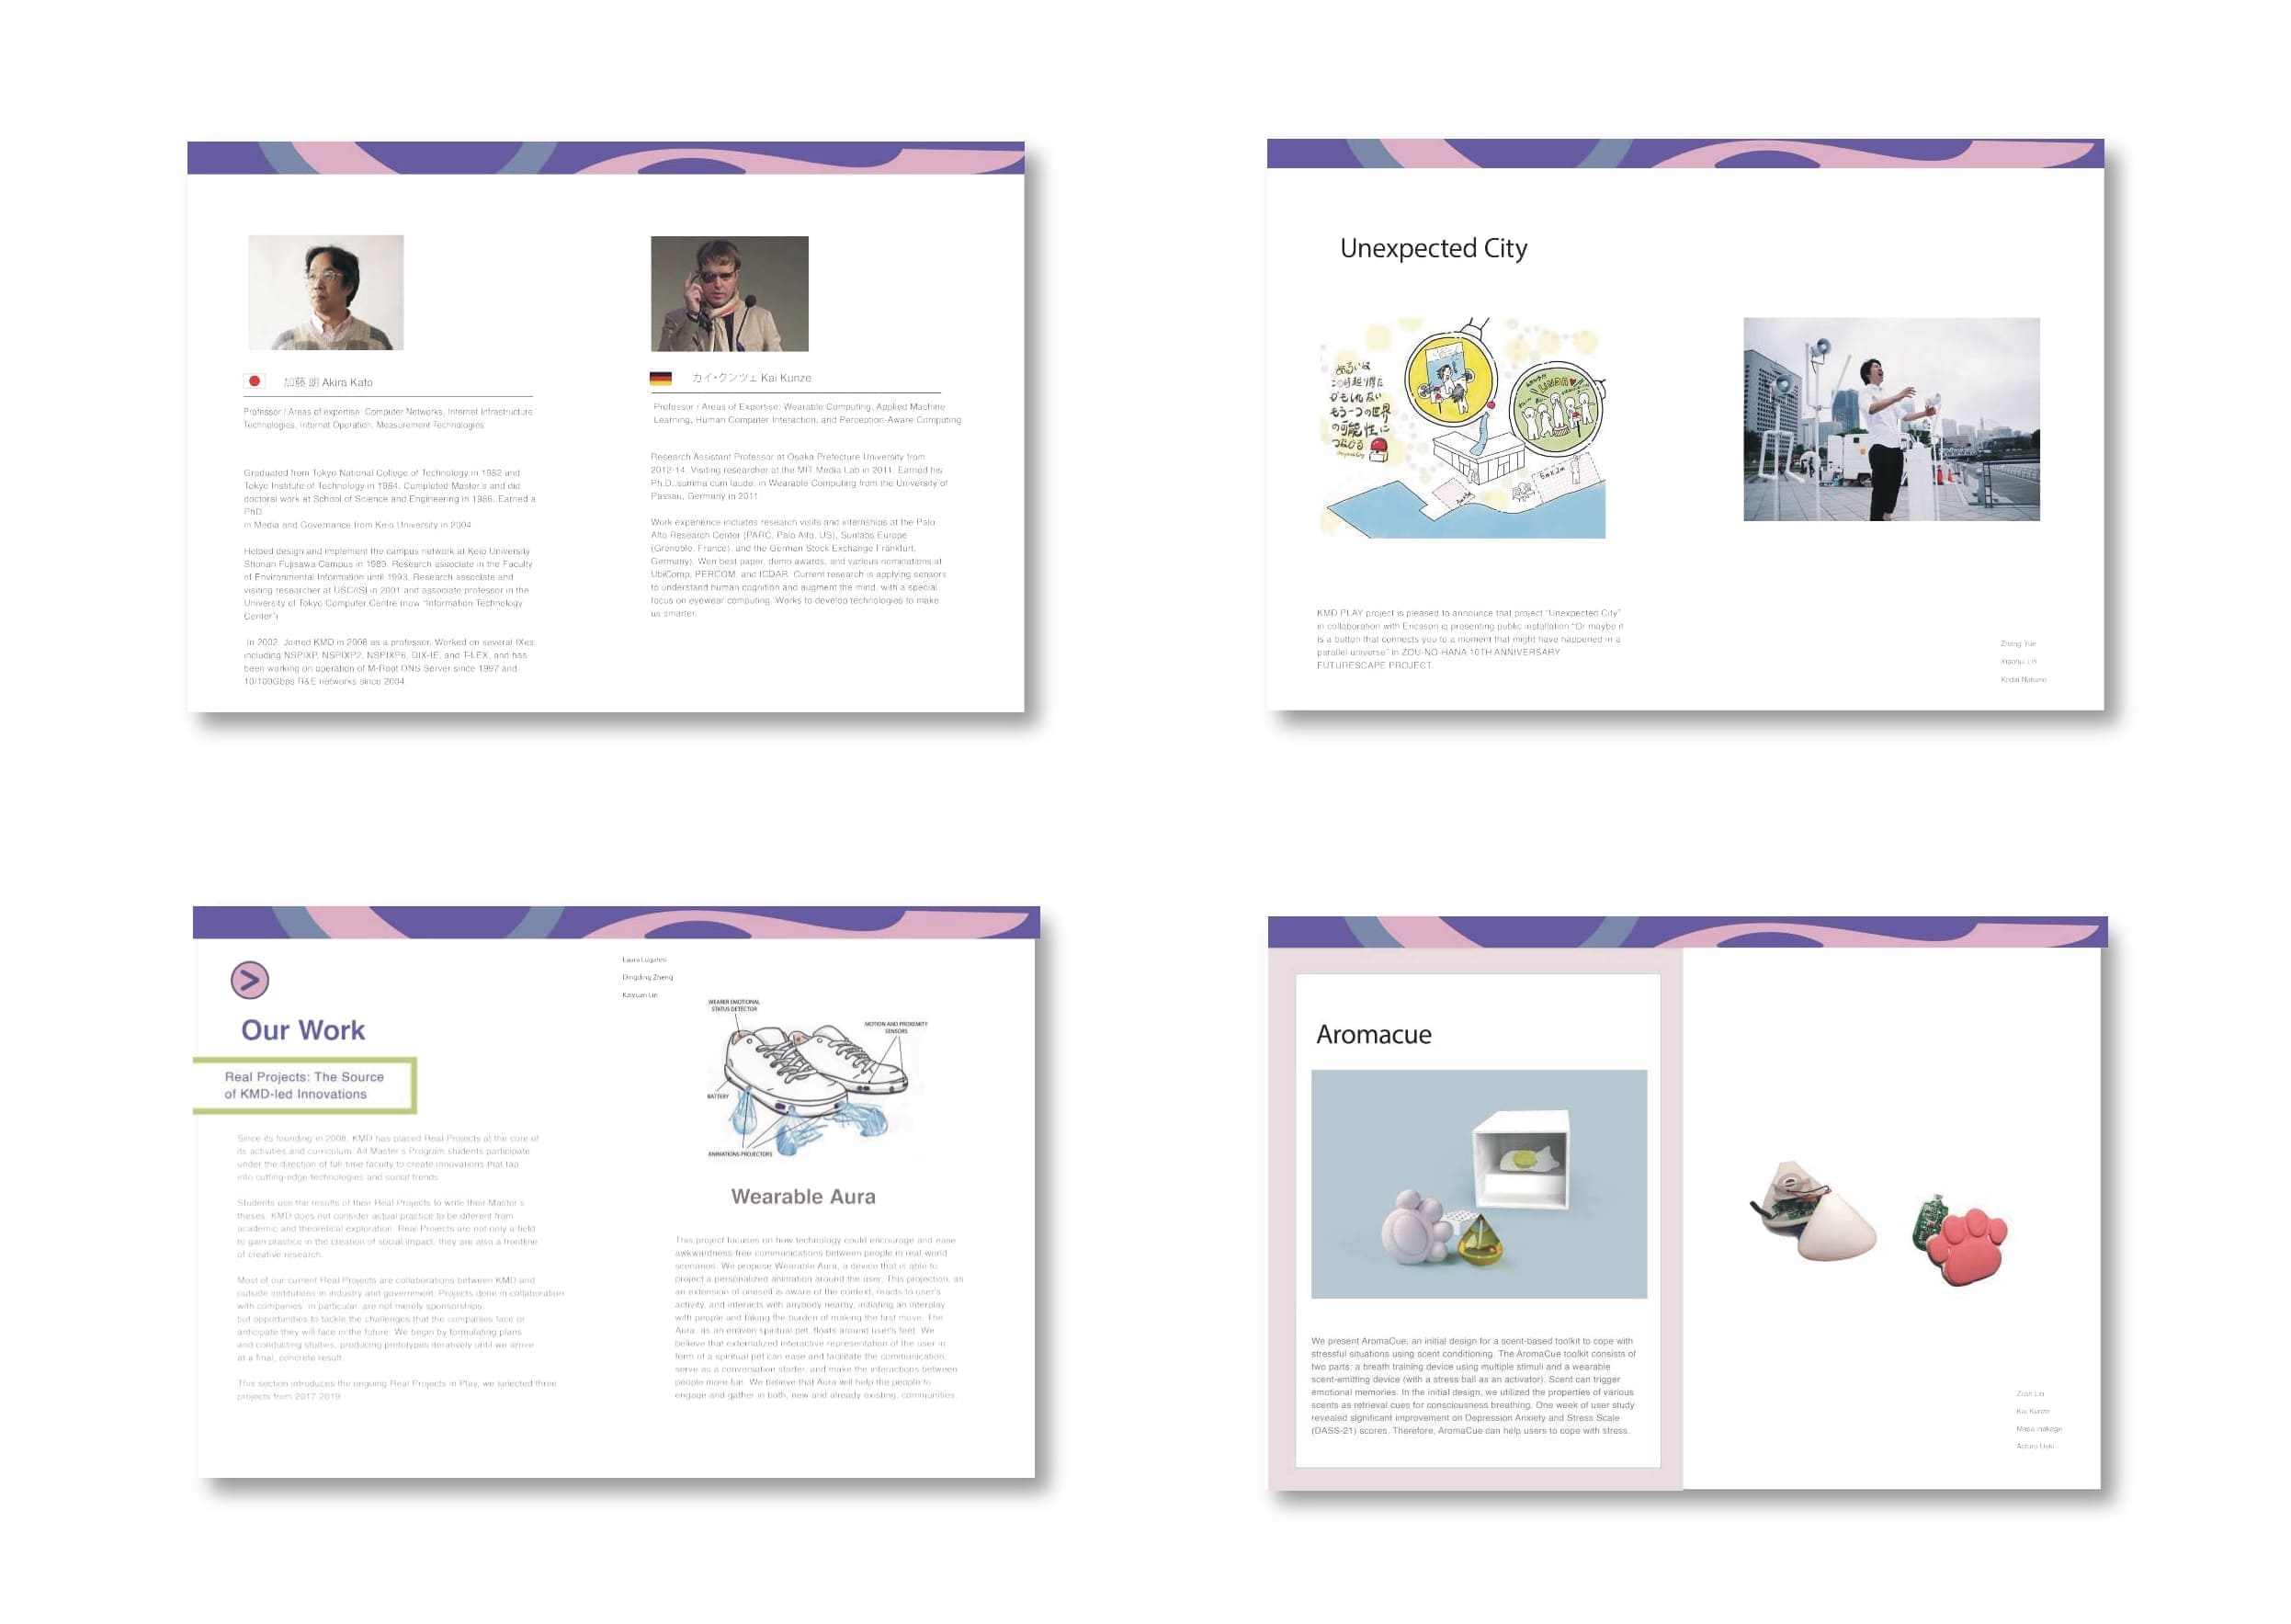 加藤 朗 Akira Kato
Professor / Areas of expertise: Computer Networks, Internet Infrastructure
Technologies, Internet Operation, Measurement Technologies
Graduated from Tokyo National College of Technology in 1982 and
Tokyo Institute of Technology in 1984. Completed Master's and did
doctoral work at School of Science and Engineering in 1986. Earned a
PhD
in Media and Governance from Keio University in 2004
Helped design and implement the campus network at Keio University
Shonan Fujisawa Campus in 1989. Research associate in the Faculty
of Environmental Information until 1993. Research associate and
visiting researcher at USC/ISI in 2001 and associate professor in the
University of Tokyo Computer Centre (now "Information Technology
Center")
In 2002. Joined KMD in 2008 as a professor. Worked on several IXes
including NSPIXP, NSPIXP2, NSPIXP6, DIX-IE, and T-LEX, and has
been working on operation of M-Root DNS Server since 1997 and
10/100Gbps R&E networks since 2004
カイ・クンツェ Kai Kunze
Professor / Areas of Expertise: Wearable Computing, Applied Machine
Learning, Human Computer Interaction, and Perception-Aware Computing
Research Assistant Professor at Osaka Prefecture University from
2012-14. Visiting researcher at the MIT Media Lab in 2011. Earned his
Ph.D., summa cum laude, in Wearable Computing from the University of
Passau, Germany in 2011
Work experience includes research visits and internships at the Palo
Alto Research Center (PARC, Palo Alto, US), Sunlabs Europe
(Grenoble, France), and the German Stock Exchange Frankfurt,
Germany). Won best paper, demo awards, and various nominations at
UbiComp, PERCOM, and ICDAR. Current research is applying sensors
to understand human cognition and augment the mind, with a special
focus on eyewear computing. Works to develop technologies to make
us smarter.
Unexpected City
あるいは
この可起り得た
かもしれない
もう一つの世界
の可能性に
つながる
LINDA
KMD PLAY project is pleased to announce that project "Unexpected City"
in collaboration with Ericsson is presenting public installation "Or maybe it
is a button that connects you to a moment that might have happened in a
parallel universe" in ZOU-NO-HANA 10TH ANNIVERSARY
FUTURESCAPE PROJECT.
Zheng Yue
Xiaohui Lin
Kodai Nakano
>
Our Work
Real Projects: The Source
of KMD-led Innovations
Since its founding in 2008, KMD has placed Real Projects at the core of
its activities and curriculum. All Master's Program students participate
under the direction of full-time faculty to create innovations that tap
into cutting-edge technologies and social trends.
Students use the results of their Real Projects to write their Master's
theses. KMD does not consider actual practice to be diferent from
academic and theoretical exploration. Real Projects are not only a field
to gain practice in the creation of social impact, they are also a frontline
of creative research.
Most of our current Real Projects are collaborations between KMD and
outside institutions in industry and government. Projects done in collaboration
with companies, in particular, are not merely sponsorships,
but opportunities to tackle the challenges that the companies face or
anticipate they will face in the future. We begin by formulating plans
and conducting studies, producing prototypes iteratively until we arrive
at a final, concrete result.
This section introduces the ongoing Real Projects in Play, we selected three
projects from 2017-2019
Laura Lugaresi
Dingding Zheng
Kaiyuan Lin
WEARER EMOTIONAL
STATUS DETECTOR
MOTION AND PROXIMITY
SENSORS
BATTERY
ANIMATIONS PROJECTORS
Wearable Aura
This project focuses on how technology could encourage and ease
awkwardness-free communications between people in real-world
scenarios. We propose Wearable Aura, a device that is able to
project a personalized animation around the user. This projection, as
an extension of oneself is aware of the context, reacts to user's
activity, and interacts with anybody nearby, initiating an interplay
with people and taking the burden of making the fast move. The
Aura, as an enliven spiritual pet, floats around user's feet. We
believe that externalized interactive representation of the user in
form of a spiritual pet can ease and facilitate the communication,
serve as a conversation starter, and make the interactions between
people more fun. We believe that Aura will help the people to
engage and gather in both, new and already existing, communities.
Aromacue
We present AromaCue, an initial design for a scent-based toolkit to cope with
stressful situations using scent conditioning. The AromaCue toolkit consists of
two parts: a breath training device using multiple stimuli and a wearable
scent-emitting device (with a stress ball as an activator). Scent can trigger
emotional memories. In the initial design, we utilized the properties of various
scents as retrieval cues for consciousness breathing. One week of user study
revealed significant improvement on Depression Anxiety and Stress Scale
(DASS-21) scores. Therefore, AromaCue can help users to cope with stress.
Zilan Lin
Kai Kunze